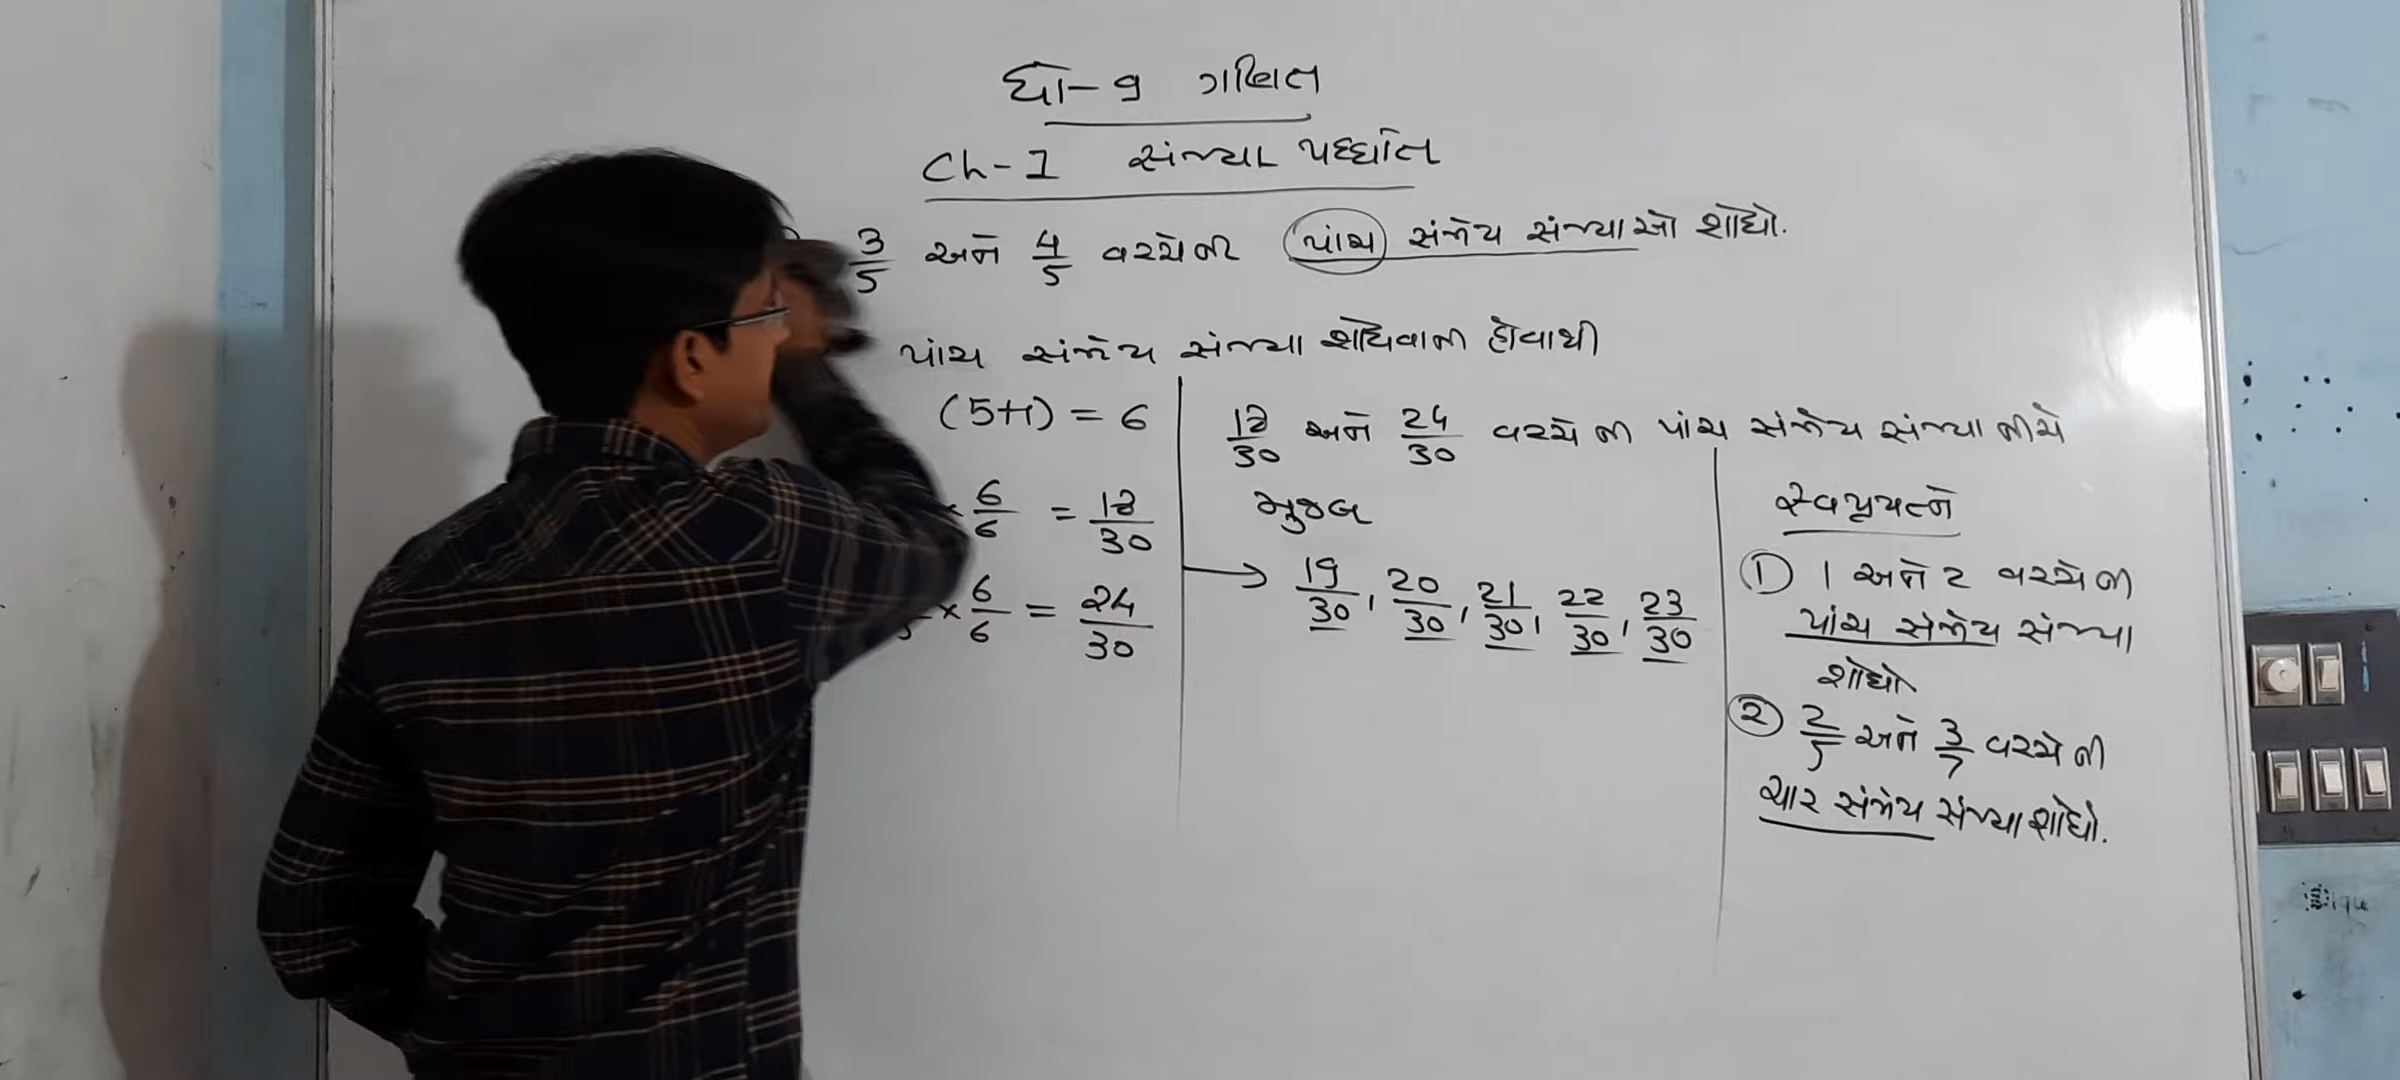 ધો-9 ગણિત
Ch-1 સંખ્યા પધ્ધતિ
3/5 અને 4/5 વચ્ચેની પાંચ સંમેય સંખ્યાઓ શોધો.
પાંચ સંમેય સંખ્યા શોધવાની હોવાથી
(5+1) = 6
× 6/6 = 18/30
× 6/6 = 24/30
18/30 અને 24/30 વચ્ચે ની પાંચ સંમેય સંખ્યા નીચે
મુજબ
→ 19/30, 20/30, 21/30, 22/30, 23/30
સ્વપ્રયત્ને
① 1 અને 2 વચ્ચે ની
પાંચ સંમેય સંખ્યા
શોધો
② 2/5 અને 3/7 વચ્ચે ની
ચાર સંમેય સંખ્યા શોધો.